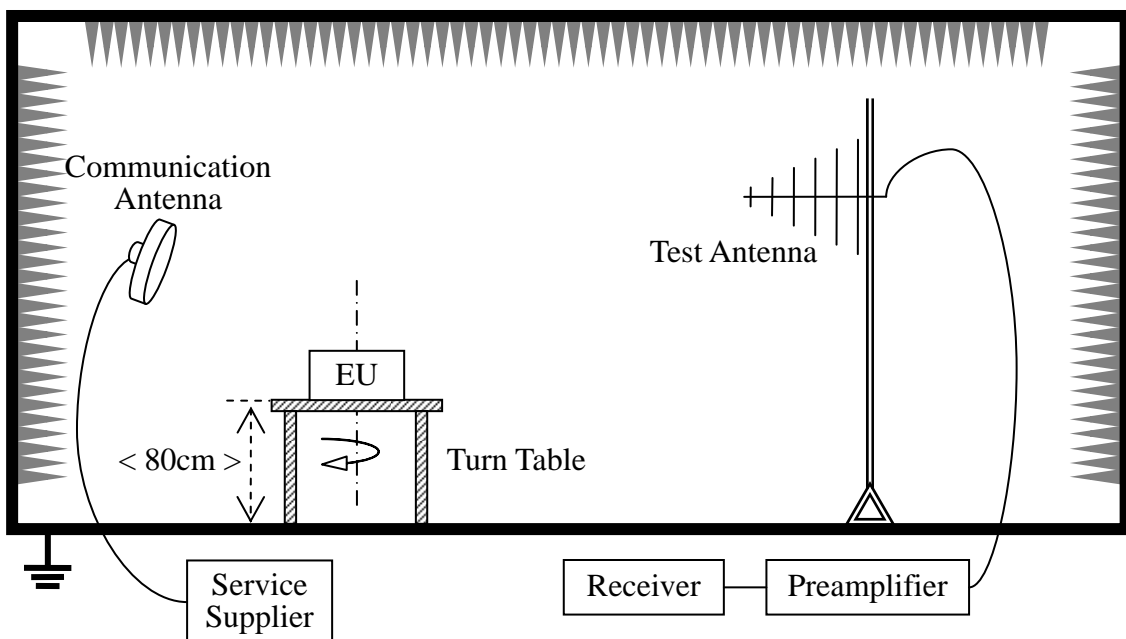 Communication
Antenna
Test Antenna
EU
< 80cm >
Turn Table
Service
Supplier
Receiver
Preamplifier